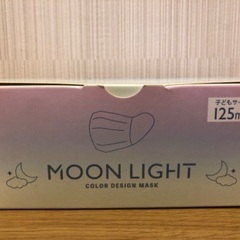 子どもサイ
125m
MOON LIGHT
COLOR DESIGN MASK